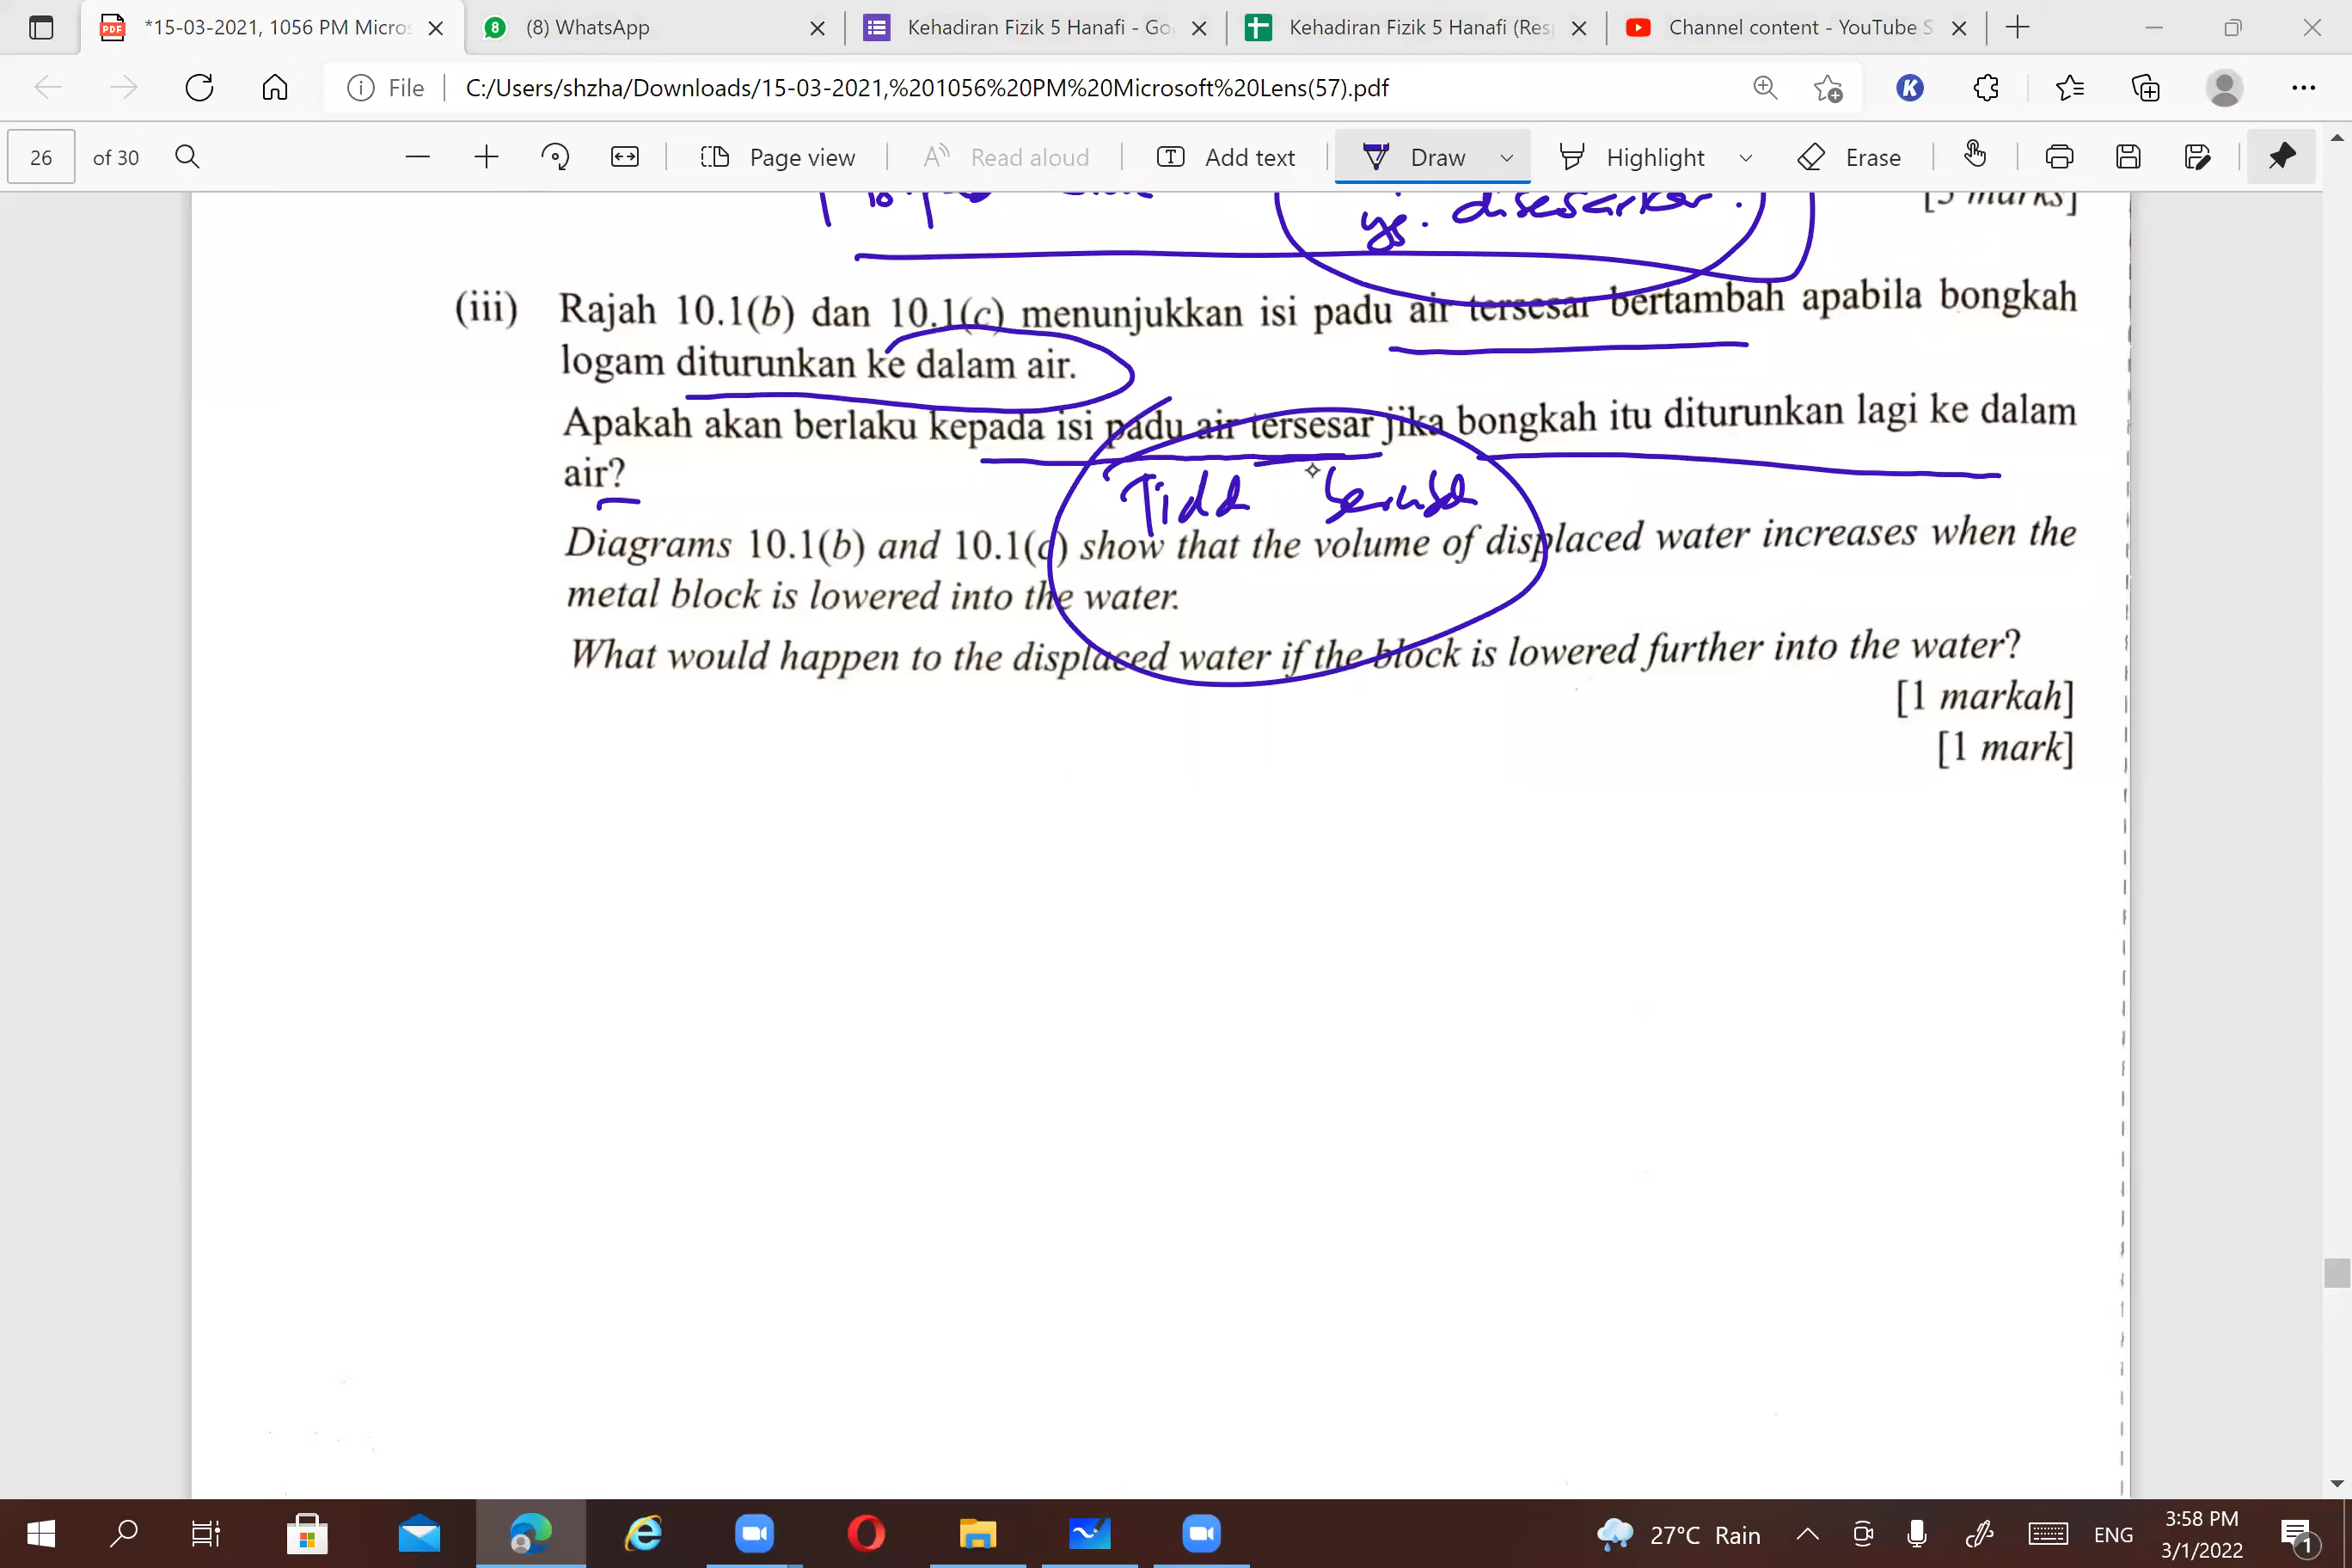 *15-03-2021, 1056 PM Micros
(8) WhatsApp
Kehadiran Fizik 5 Hanafi - Go
Kehadiran Fizik 5 Hanafi (Res
Channel content - YouTube S
File
C:/Users/shzha/Downloads/15-03-2021,%201056%20PM%20Microsoft%20Lens(57).pdf
26 of 30
Page view
Read aloud
Add text
Draw
Highlight
Erase
yg. disesarkan.
marks]
(iii) Rajah 10.1(b) dan 10.1(c) menunjukkan isi padu air tersesar bertambah apabila bongkah
logam diturunkan ke dalam air.
Apakah akan berlaku kepada isi padu air tersesar jika bongkah itu diturunkan lagi ke dalam
air?
Tidak berubah
Diagrams 10.1(b) and 10.1(c) show that the volume of displaced water increases when the
metal block is lowered into the water.
What would happen to the displaced water if the block is lowered further into the water?
[1 markah]
[1 mark]
27°C Rain
ENG
3:58 PM
3/1/2022
1